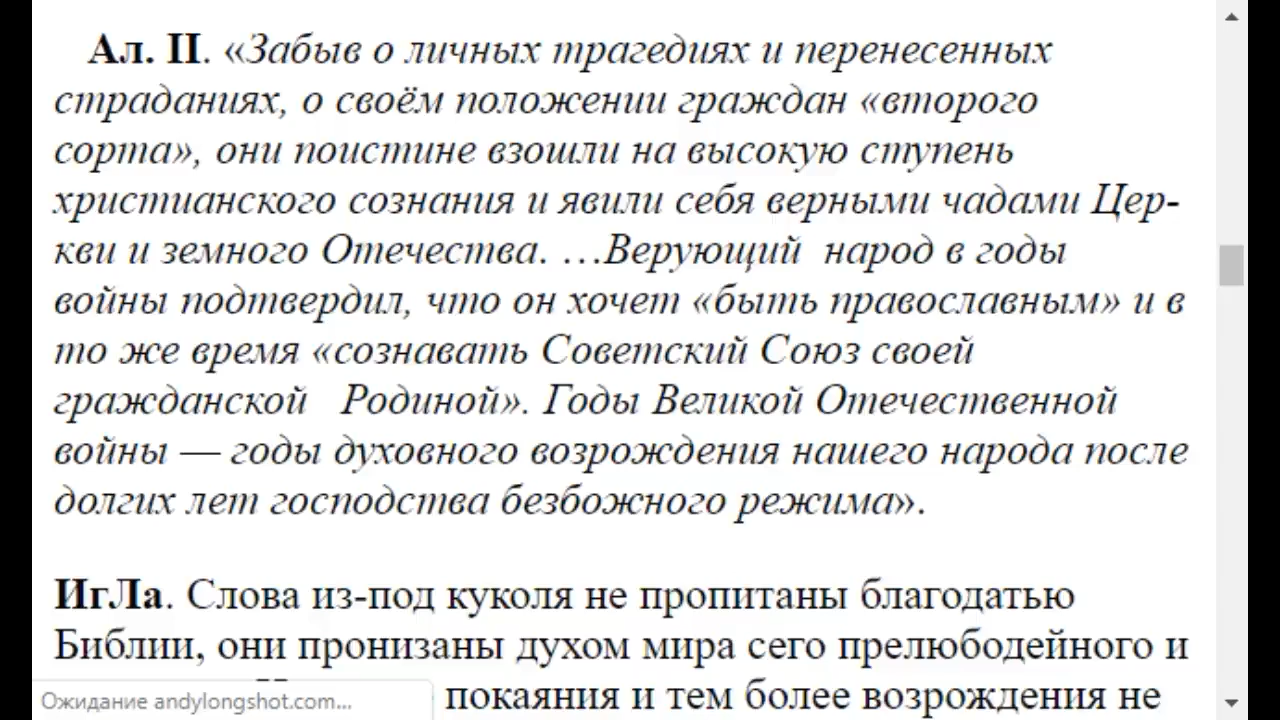 Ал. II. «Забыв о личных трагедиях и перенесенных
страданиях, о своём положении граждан «второго
сорта», они поистине взошли на высокую ступень
христианского сознания и явили себя верными чадами Цер-
кви и земного Отечества. …Верующий народ в годы
войны подтвердил, что он хочет «быть православным» и в
то же время «сознавать Советский Союз своей
гражданской Родиной». Годы Великой Отечественной
войны — годы духовного возрождения нашего народа после
долгих лет господства безбожного режима».
ИгЛа. Слова из-под куколя не пропитаны благодатью
Библии, они пронизаны духом мира сего прелюбодейного и
покаяния и тем более возрождения не
Ожидание andylongshot.com...